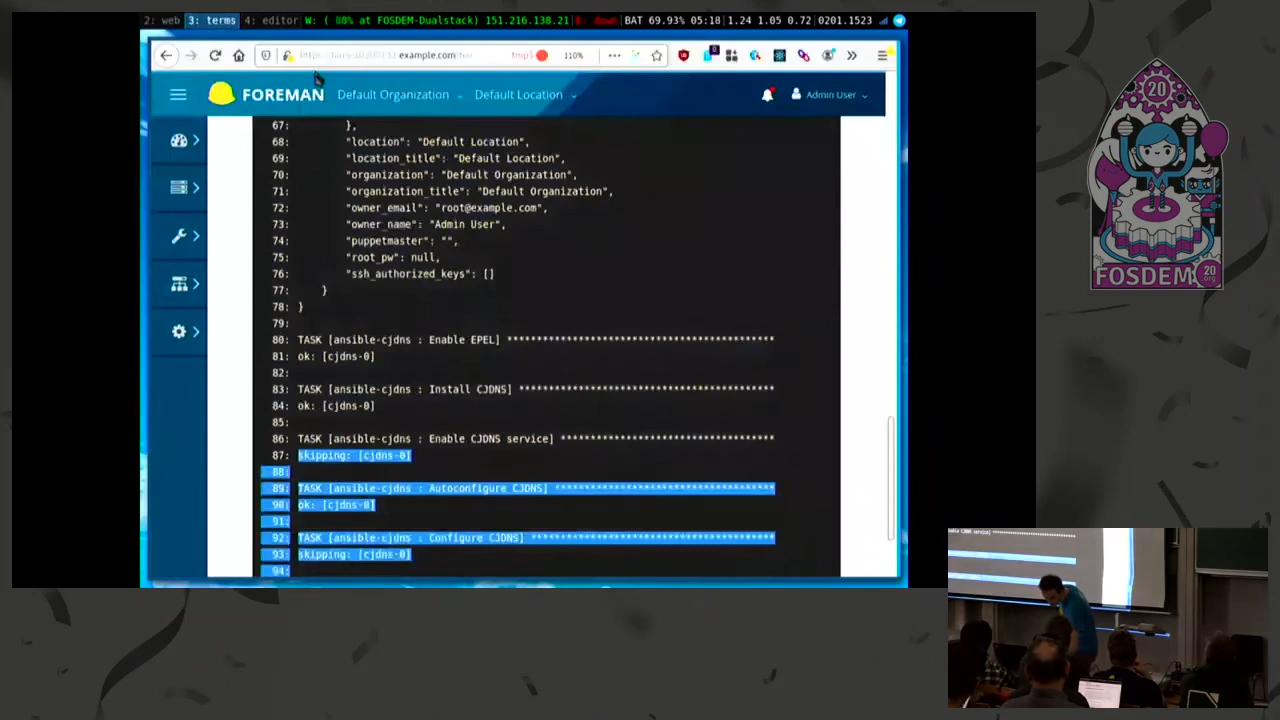 2: web 3: terms 4: editor W: ( 88% at FOSDEM-Dualstack) 151.216.138.21 E: down BAT 69.93% 05:18 1.24 1.05 0.72 0201.1523
example.com 110%
FOREMAN Default Organization Default Location Admin User
67: },
68: "location": "Default Location",
69: "location_title": "Default Location",
70: "organization": "Default Organization",
71: "organization_title": "Default Organization",
72: "owner_email": "root@example.com",
73: "owner_name": "Admin User",
74: "puppetmaster": "",
75: "root_pw": null,
76: "ssh_authorized_keys": []
77: }
78: }
79:
80: TASK [ansible-cjdns : Enable EPEL] *********************************************
81: ok: [cjdns-0]
82:
83: TASK [ansible-cjdns : Install CJDNS] *******************************************
84: ok: [cjdns-0]
85:
86: TASK [ansible-cjdns : Enable CJDNS service] ************************************
87: skipping: [cjdns-0]
88:
89: TASK [ansible-cjdns : Autoconfigure CJDNS] *************************************
90: ok: [cjdns-0]
91:
92: TASK [ansible-cjdns : Configure CJDNS] *****************************************
93: skipping: [cjdns-0]
94:
20
FOSDEM 20
.org